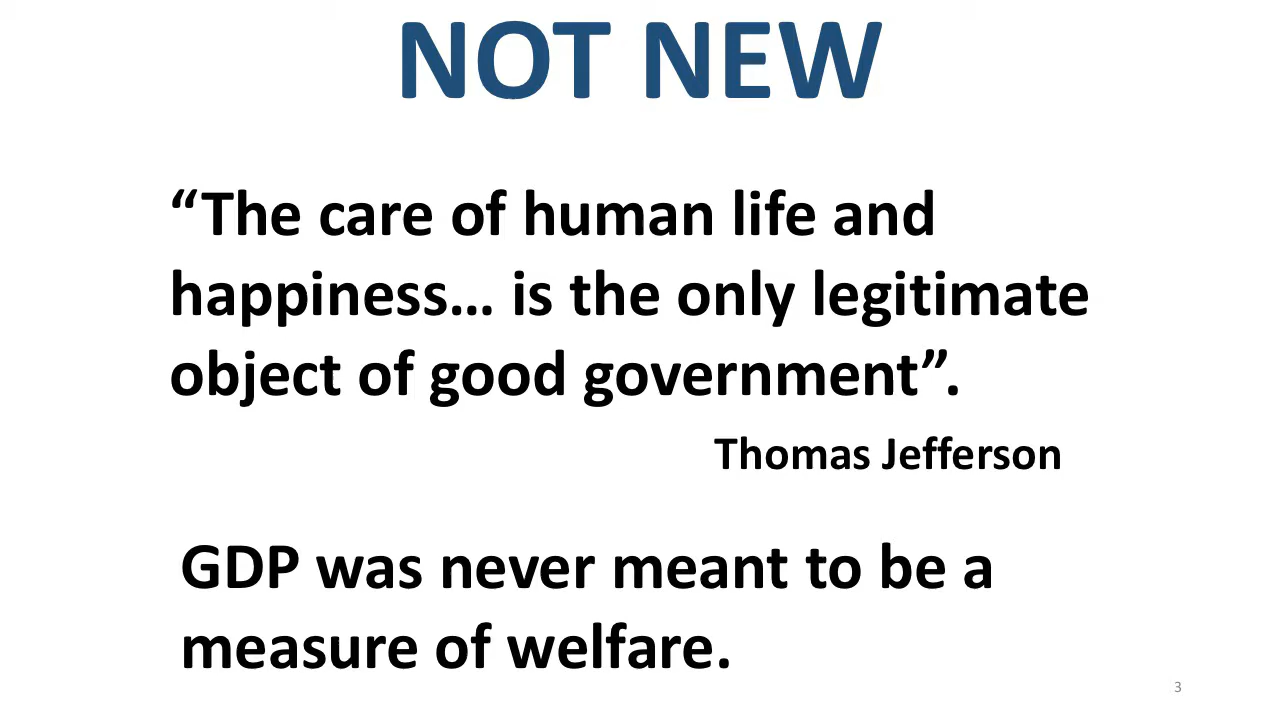 NOT NEW
“The care of human life and
happiness… is the only legitimate
object of good government”.
Thomas Jefferson
GDP was never meant to be a
measure of welfare.
3